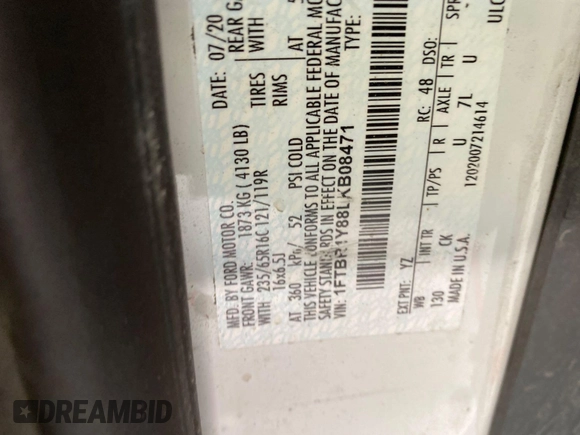 MFD. BY FORD MOTOR CO.
DATE: 07/20
FRONT GAWR: 1873 KG ( 4130 LB)
REAR G
WITH 235/65R16C 121/119R TIRES WITH
16x6.5J RIMS
AT 360 kPa/ 52 PSI COLD AT
THIS VEHICLE CONFORMS TO ALL APPLICABLE FEDERAL MO
SAFETY STANDARDS IN EFFECT ON THE DATE OF MANUFAC
VIN: 1FTBR1Y88LKB08471 TYPE:
EXT PNT: YZ RC: 48 DSO:
WB INT TR TP/PS R AXLE TR SPR
130 CK U 7L U
MADE IN U.S.A. 1202007214614
ULC
DREAMBID